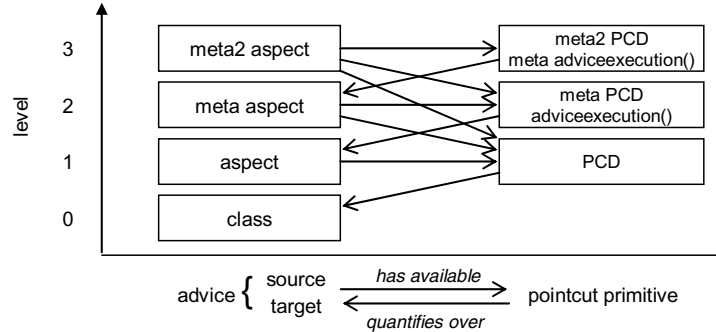 3
meta2 aspect
meta2 PCD
meta adviceexecution()
level
2
meta aspect
meta PCD
adviceexecution()
1
aspect
PCD
0
class
advice { source
target
has available
quantifies over
pointcut primitive